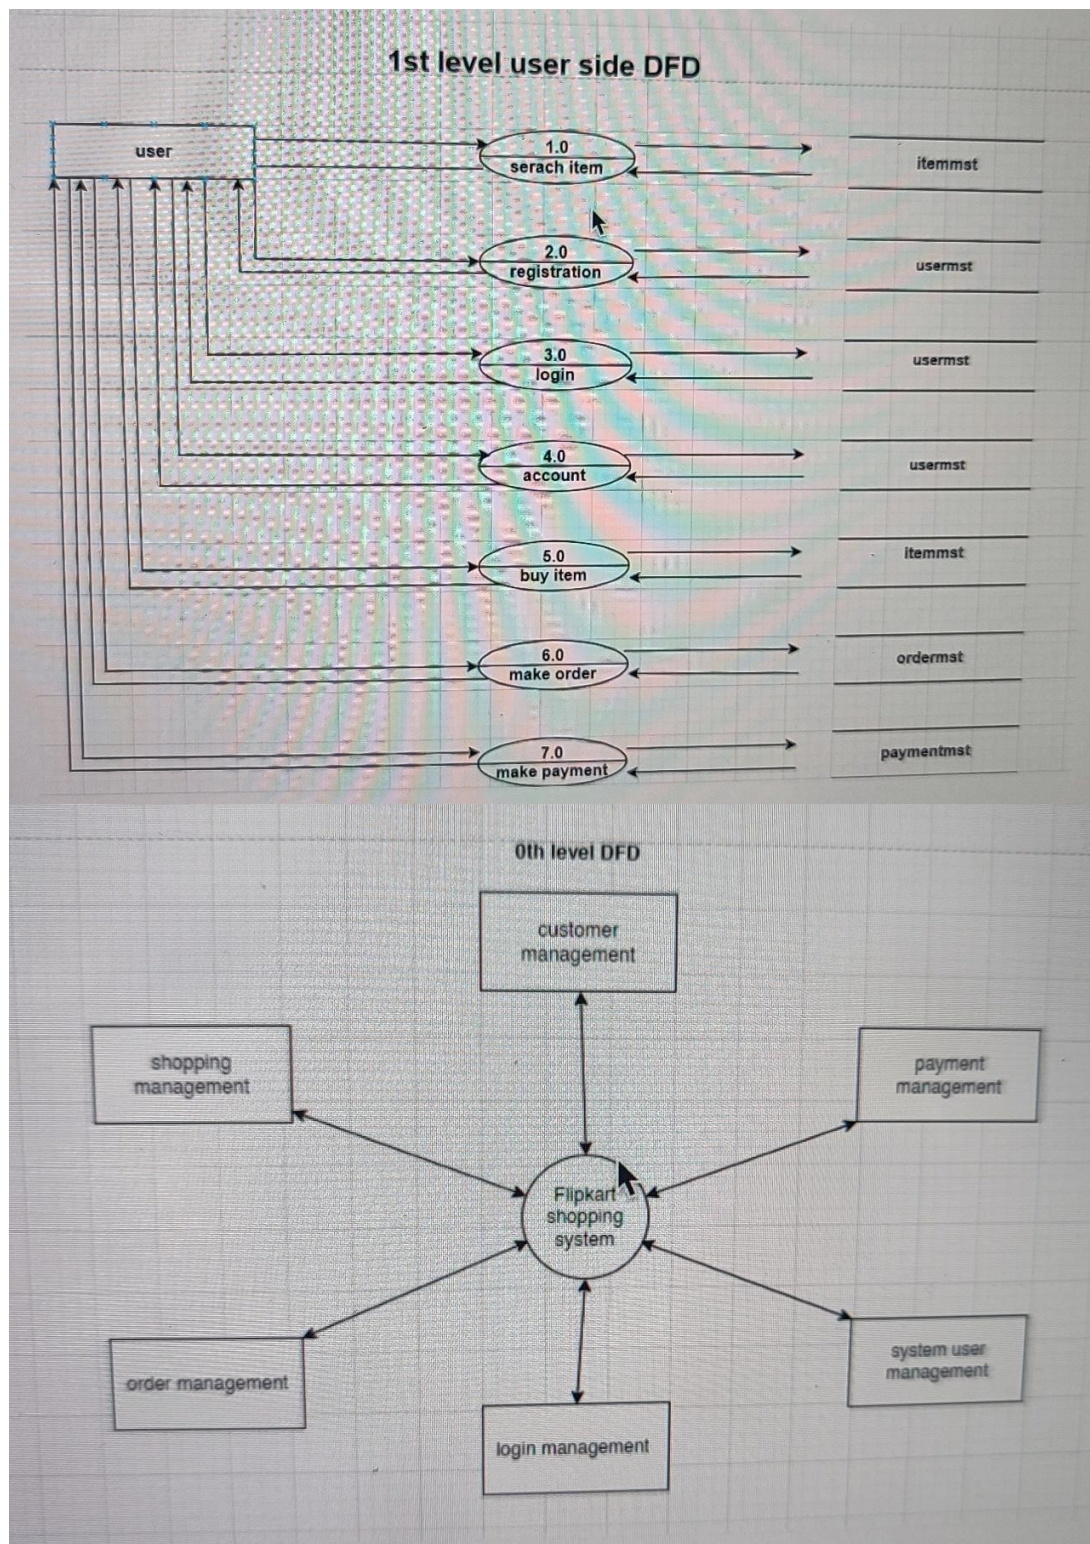 1st level user side DFD
user
1.0
serach item
itemmst
2.0
registration
usermst
3.0
login
usermst
4.0
account
usermst
5.0
buy item
itemmst
6.0
make order
ordermst
7.0
make payment
paymentmst
0th level DFD
customer
management
shopping
management
payment
management
Flipkart
shopping
system
order management
system user
management
login management